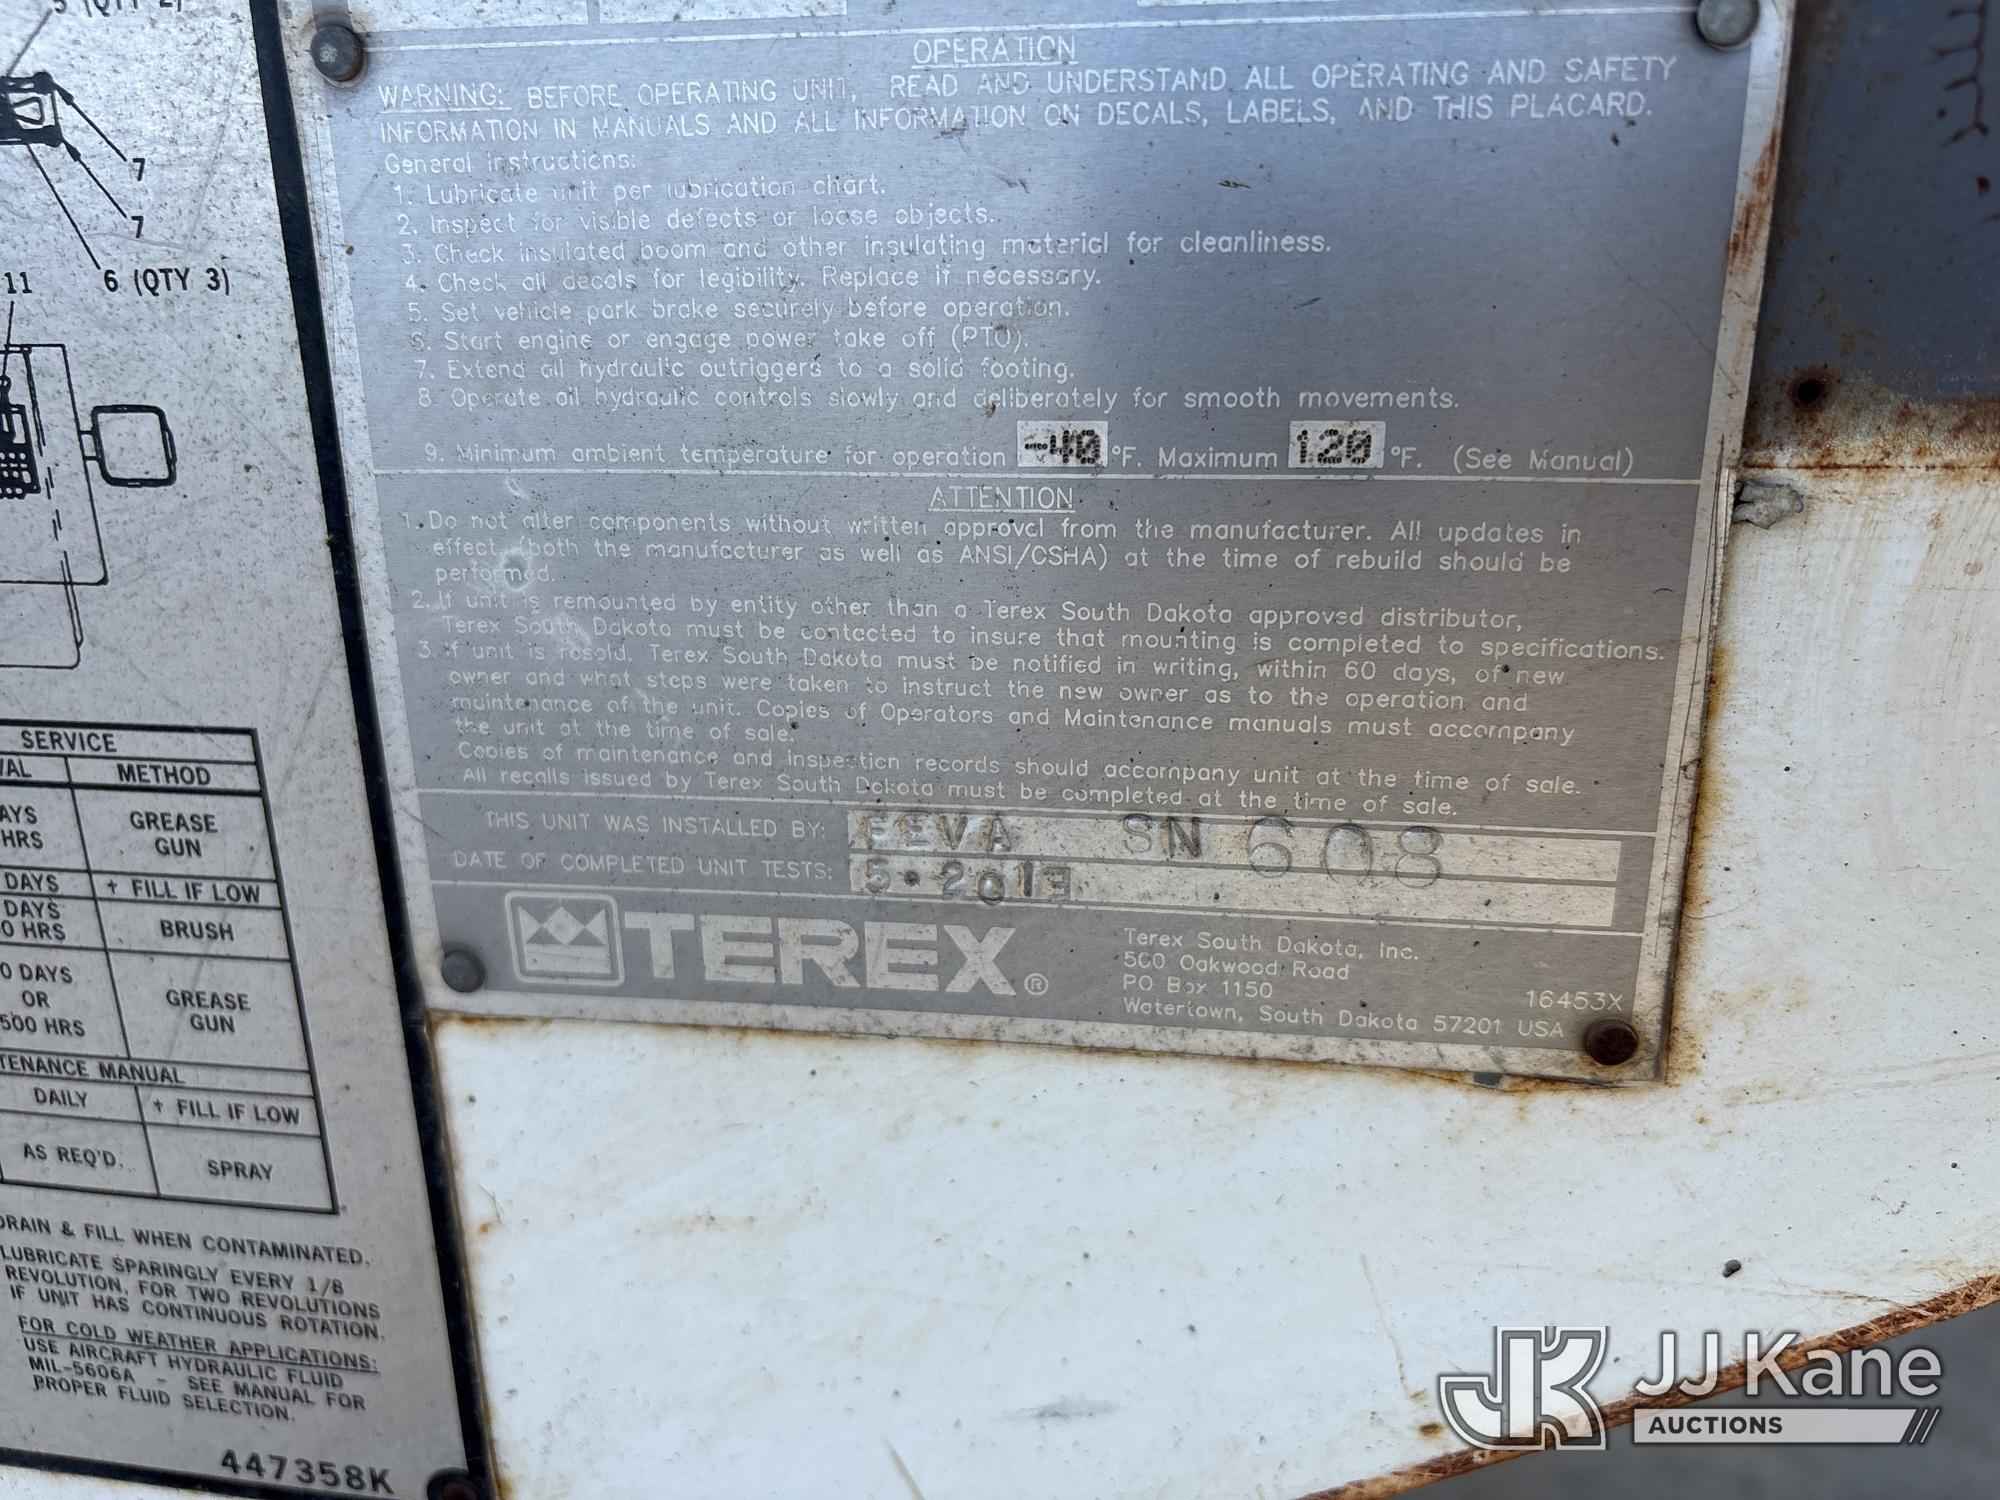 5 (QTY 2)
7
7
6 (QTY 3)
11
SERVICE
METHOD
GREASE
GUN
HRS
DAYS
† FILL IF LOW
DAYS
HRS
BRUSH
DAYS
OR
500 HRS
GREASE
GUN
MANUAL
DAILY
† FILL IF LOW
AS REQ'D.
SPRAY
DRAIN & FILL WHEN CONTAMINATED.
LUBRICATE SPARINGLY EVERY 1/8
REVOLUTION, FOR TWO REVOLUTIONS
IF UNIT HAS CONTINUOUS ROTATION.
FOR COLD WEATHER APPLICATIONS:
USE AIRCRAFT HYDRAULIC FLUID
MIL-5606A - SEE MANUAL FOR
PROPER FLUID SELECTION.
447358K
OPERATION
WARNING: BEFORE OPERATING UNIT, READ AND UNDERSTAND ALL OPERATING AND SAFETY
INFORMATION IN MANUALS AND ALL INFORMATION ON DECALS, LABELS, AND THIS PLACARD.
General Instructions:
1. Lubricate unit per lubrication chart.
2. Inspect for visible defects or loose objects.
3. Check insulated boom and other insulating material for cleanliness.
4. Check all decals for legibility. Replace if necessary.
5. Set vehicle park brake securely before operation.
6. Start engine or engage power take off (PTO).
7. Extend all hydraulic outriggers to a solid footing.
8. Operate all hydraulic controls slowly and deliberately for smooth movements.
9. Minimum ambient temperature for operation -40 °F. Maximum 120 °F. (See Manual)
ATTENTION
1. Do not alter components without written approval from the manufacturer. All updates in
effect (both the manufacturer as well as ANSI/OSHA) at the time of rebuild should be
performed.
2. If unit is remounted by entity other than a Terex South Dakota approved distributor,
Terex South Dakota must be contacted to insure that mounting is completed to specifications.
3. If unit is resold, Terex South Dakota must be notified in writing, within 60 days, of new
owner and what steps were taken to instruct the new owner as to the operation and
maintenance of the unit. Copies of Operators and Maintenance manuals must accompany
the unit at the time of sale.
Copies of maintenance and inspection records should accompany unit at the time of sale.
All recalls issued by Terex South Dakota must be completed at the time of sale.
THIS UNIT WAS INSTALLED BY: FEVA SN 608
DATE OF COMPLETED UNIT TESTS: 5.2013
TEREX®
Terex South Dakota, Inc.
500 Oakwood Road
PO Box 1150
Watertown, South Dakota 57201 USA
16453X
JK JJ Kane
AUCTIONS